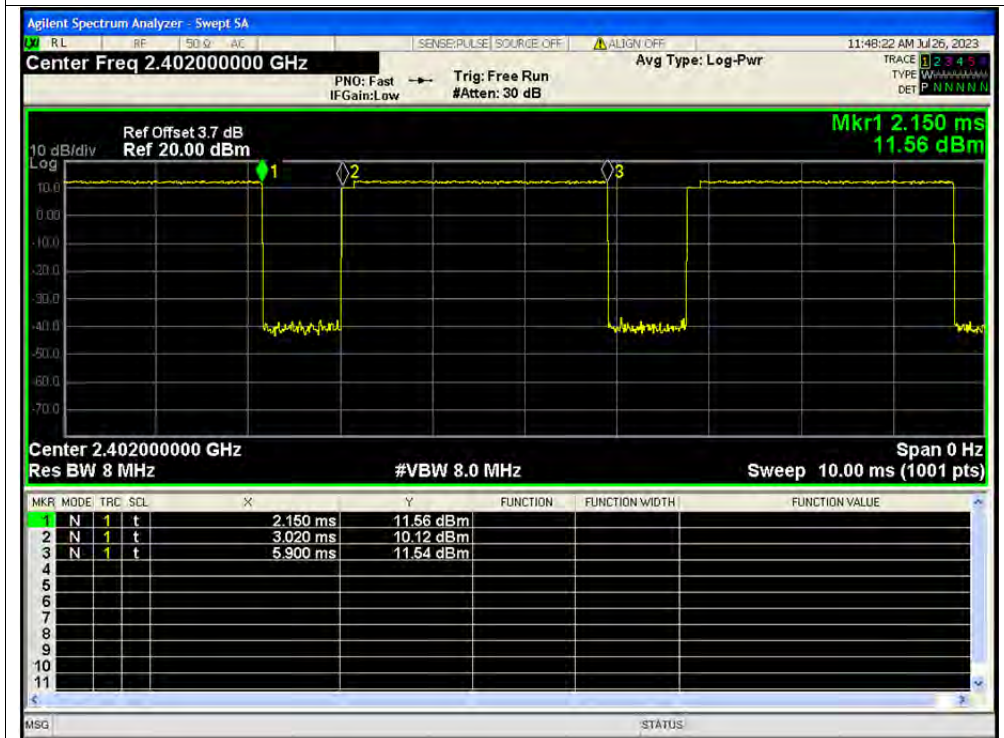 Agilent Spectrum Analyzer - Swept SA
LXI RL RF 50 Ω AC SENSE:PULSE SOURCE OFF ALIGN OFF 11:48:22 AM Jul 26, 2023
Center Freq 2.402000000 GHz Avg Type: Log-Pwr TRACE 1 2 3 4 5 6
PNO: Fast Trig: Free Run TYPE W
IFGain:Low #Atten: 30 dB DET P N N N N N
Mkr1 2.150 ms
Ref Offset 3.7 dB
10 dB/div Ref 20.00 dBm 11.56 dBm
Log
1 2 3
10.0
0.00
-10.0
-20.0
-30.0
-40.0
-50.0
-60.0
-70.0
Center 2.402000000 GHz Span 0 Hz
Res BW 8 MHz #VBW 8.0 MHz Sweep 10.00 ms (1001 pts)
MKR MODE TRC SCL X Y FUNCTION FUNCTION WIDTH FUNCTION VALUE
1 N 1 t 2.150 ms 11.56 dBm
2 N 1 t 3.020 ms 10.12 dBm
3 N 1 t 5.900 ms 11.54 dBm
4
5
6
7
8
9
10
11
MSG STATUS